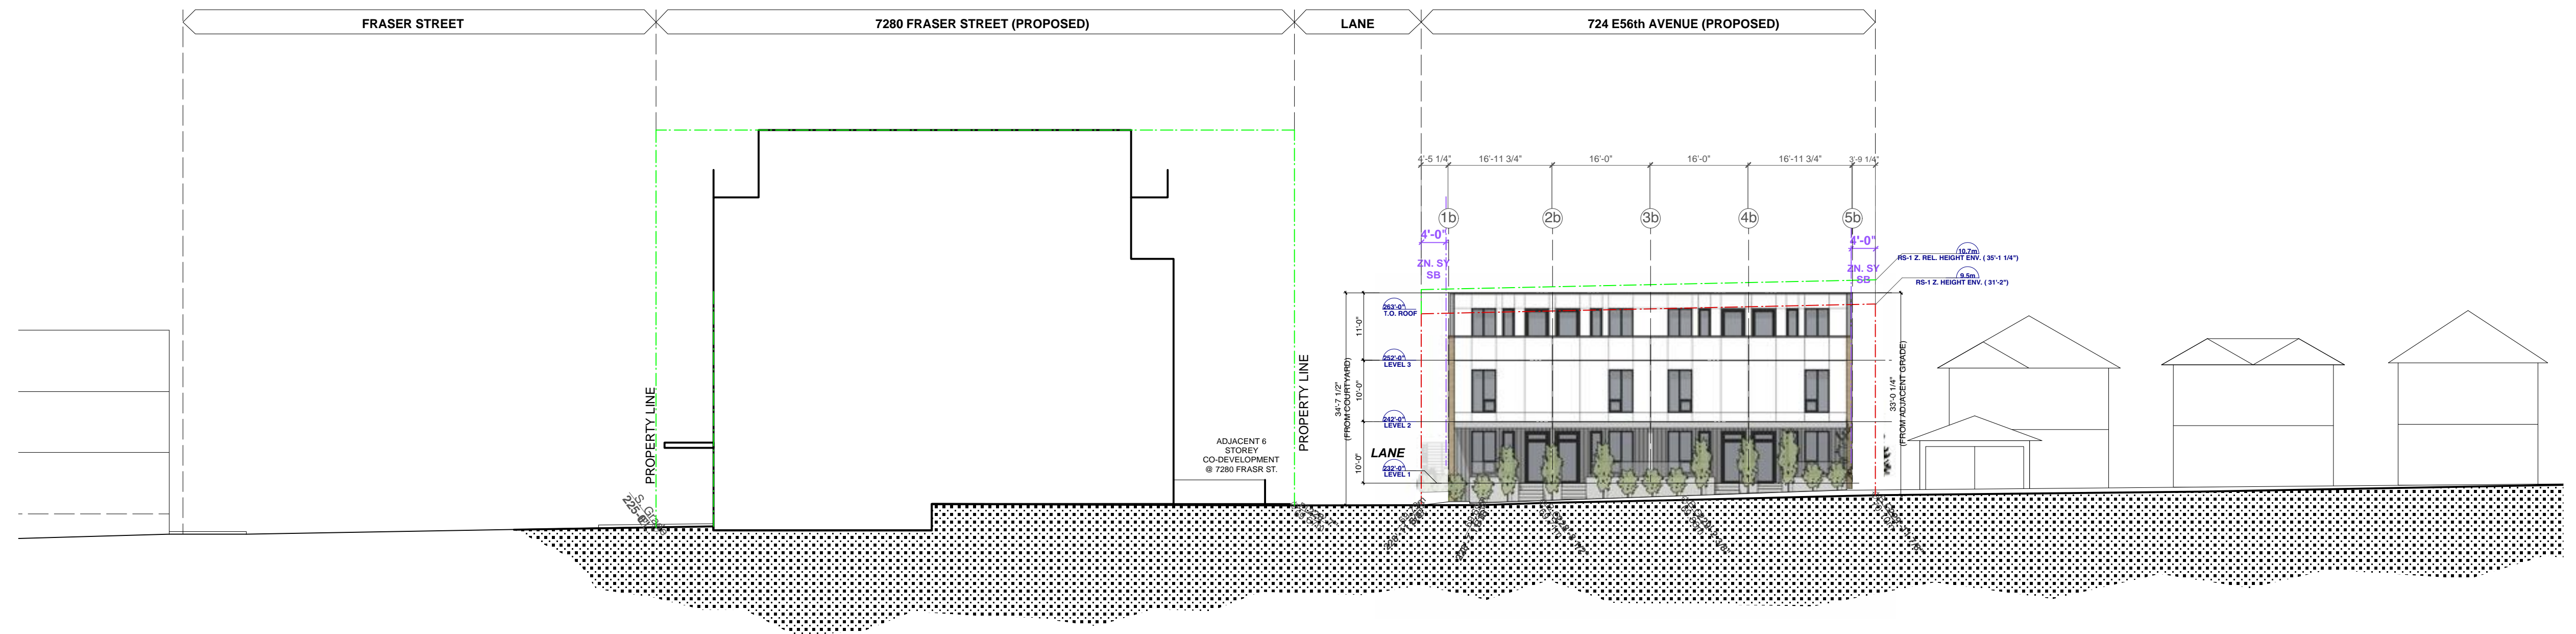 FRASER STREET
7280 FRASER STREET (PROPOSED)
LANE
724 E56th AVENUE (PROPOSED)
4'-5 1/4"
16'-11 3/4"
16'-0"
16'-0"
16'-11 3/4"
3'-9 1/4"
1b
2b
3b
4b
5b
4'-0"
ZN. SY
SB
4'-0"
ZN. SY
SB
10.7m
RS-1 Z. REL. HEIGHT ENV. ( 35'-1 1/4")
9.5m
RS-1 Z. HEIGHT ENV. ( 31'-2")
263'-0"
T.O. ROOF
11'-0"
252'-0"
LEVEL 3
10'-0"
242'-0"
LEVEL 2
10'-0"
232'-0"
LEVEL 1
34'-7 1/2"
(FROM COURTYARD)
33'-0 1/4"
(FROM ADJACENT GRADE)
LANE
PROPERTY LINE
PROPERTY LINE
ADJACENT 6
STOREY
CO-DEVELOPMENT
@ 7280 FRASR ST.